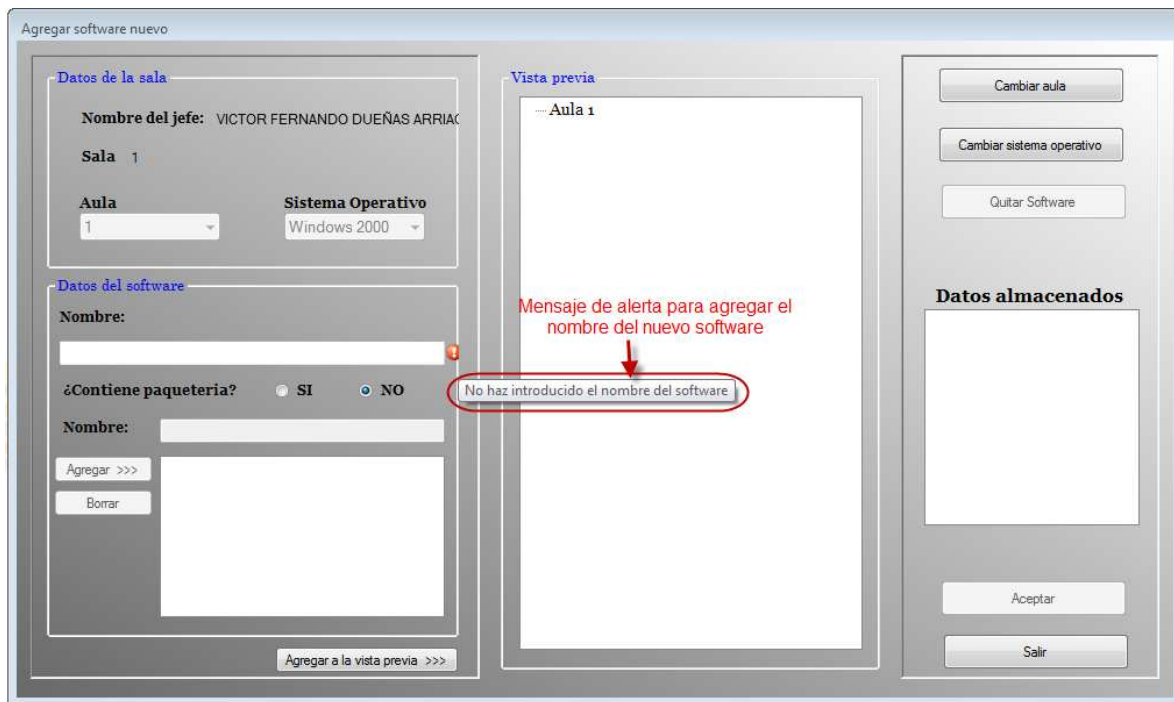 Agregar software nuevo
Datos de la sala
Nombre del jefe: VICTOR FERNANDO DUEÑAS ARRIAG
Sala 1
Aula
Sistema Operativo
1
Windows 2000
Datos del software
Nombre:
¿Contiene paqueteria? SI NO
Nombre:
Agregar >>>
Borrar
Agregar a la vista previa >>>
Vista previa
Aula 1
Mensaje de alerta para agregar el
nombre del nuevo software
No haz introducido el nombre del software
Cambiar aula
Cambiar sistema operativo
Quitar Software
Datos almacenados
Aceptar
Salir